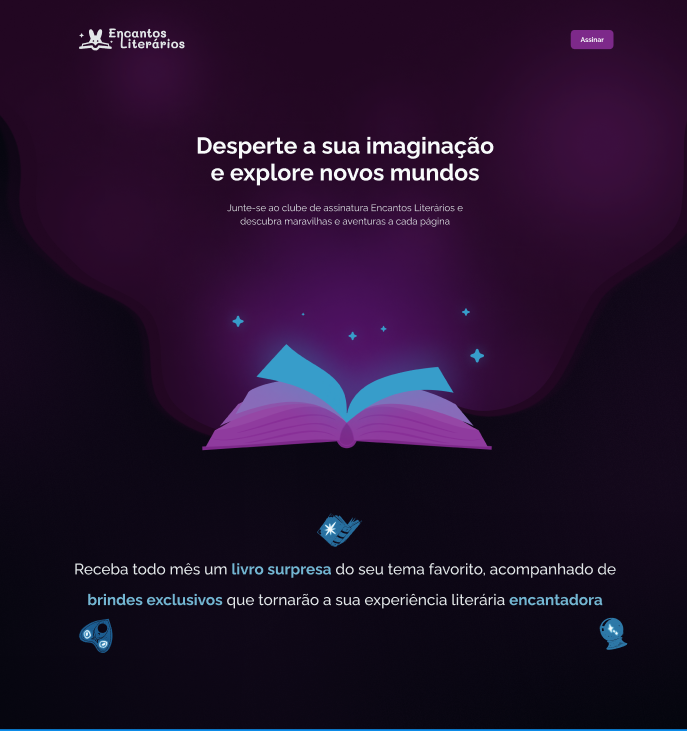 Encantos
Literários
Assinar
Desperte a sua imaginação
e explore novos mundos
Junte-se ao clube de assinatura Encantos Literários e
descubra maravilhas e aventuras a cada página
Receba todo mês um livro surpresa do seu tema favorito, acompanhado de
brindes exclusivos que tornarão a sua experiência literária encantadora